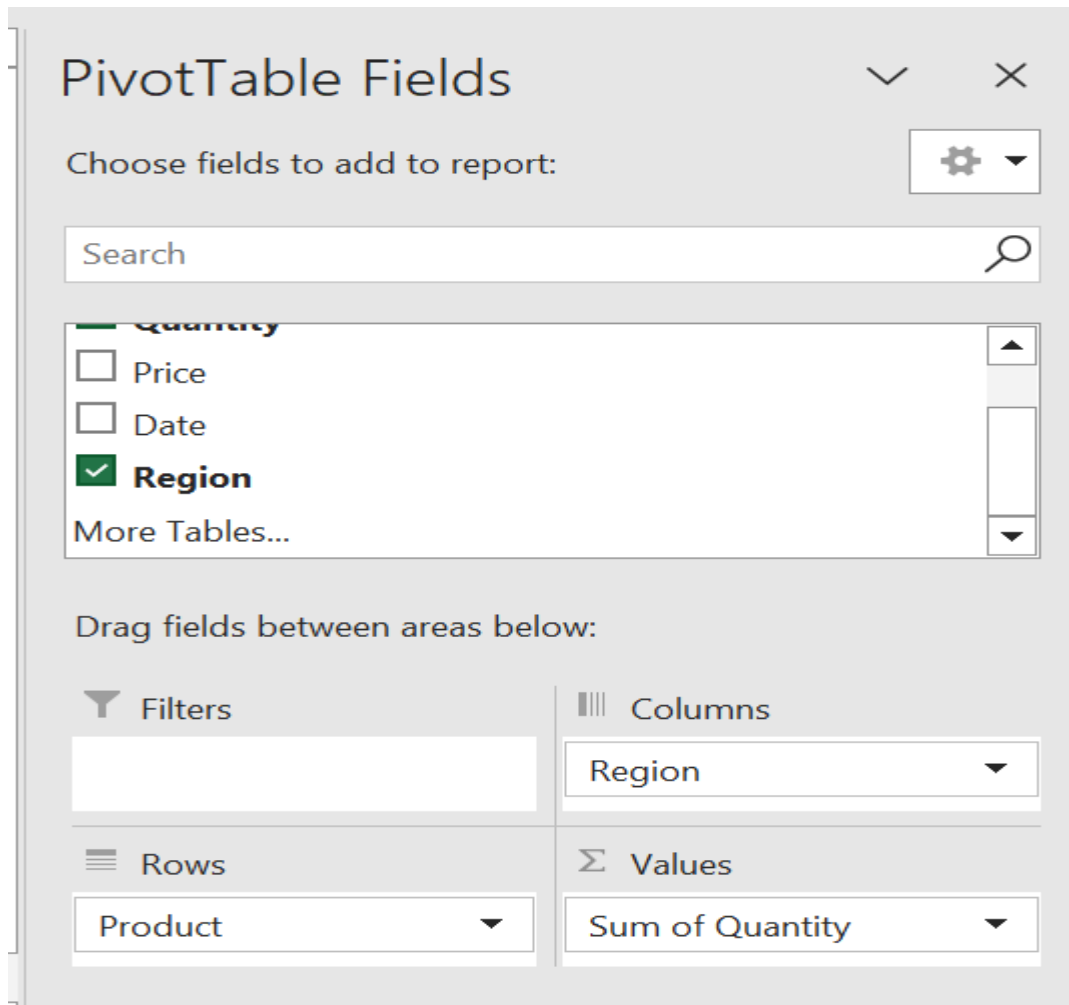 PivotTable Fields
Choose fields to add to report:
Search
Quantity
Price
Date
Region
More Tables...
Drag fields between areas below:
Filters
Columns
Region
Rows
Values
Product
Sum of Quantity